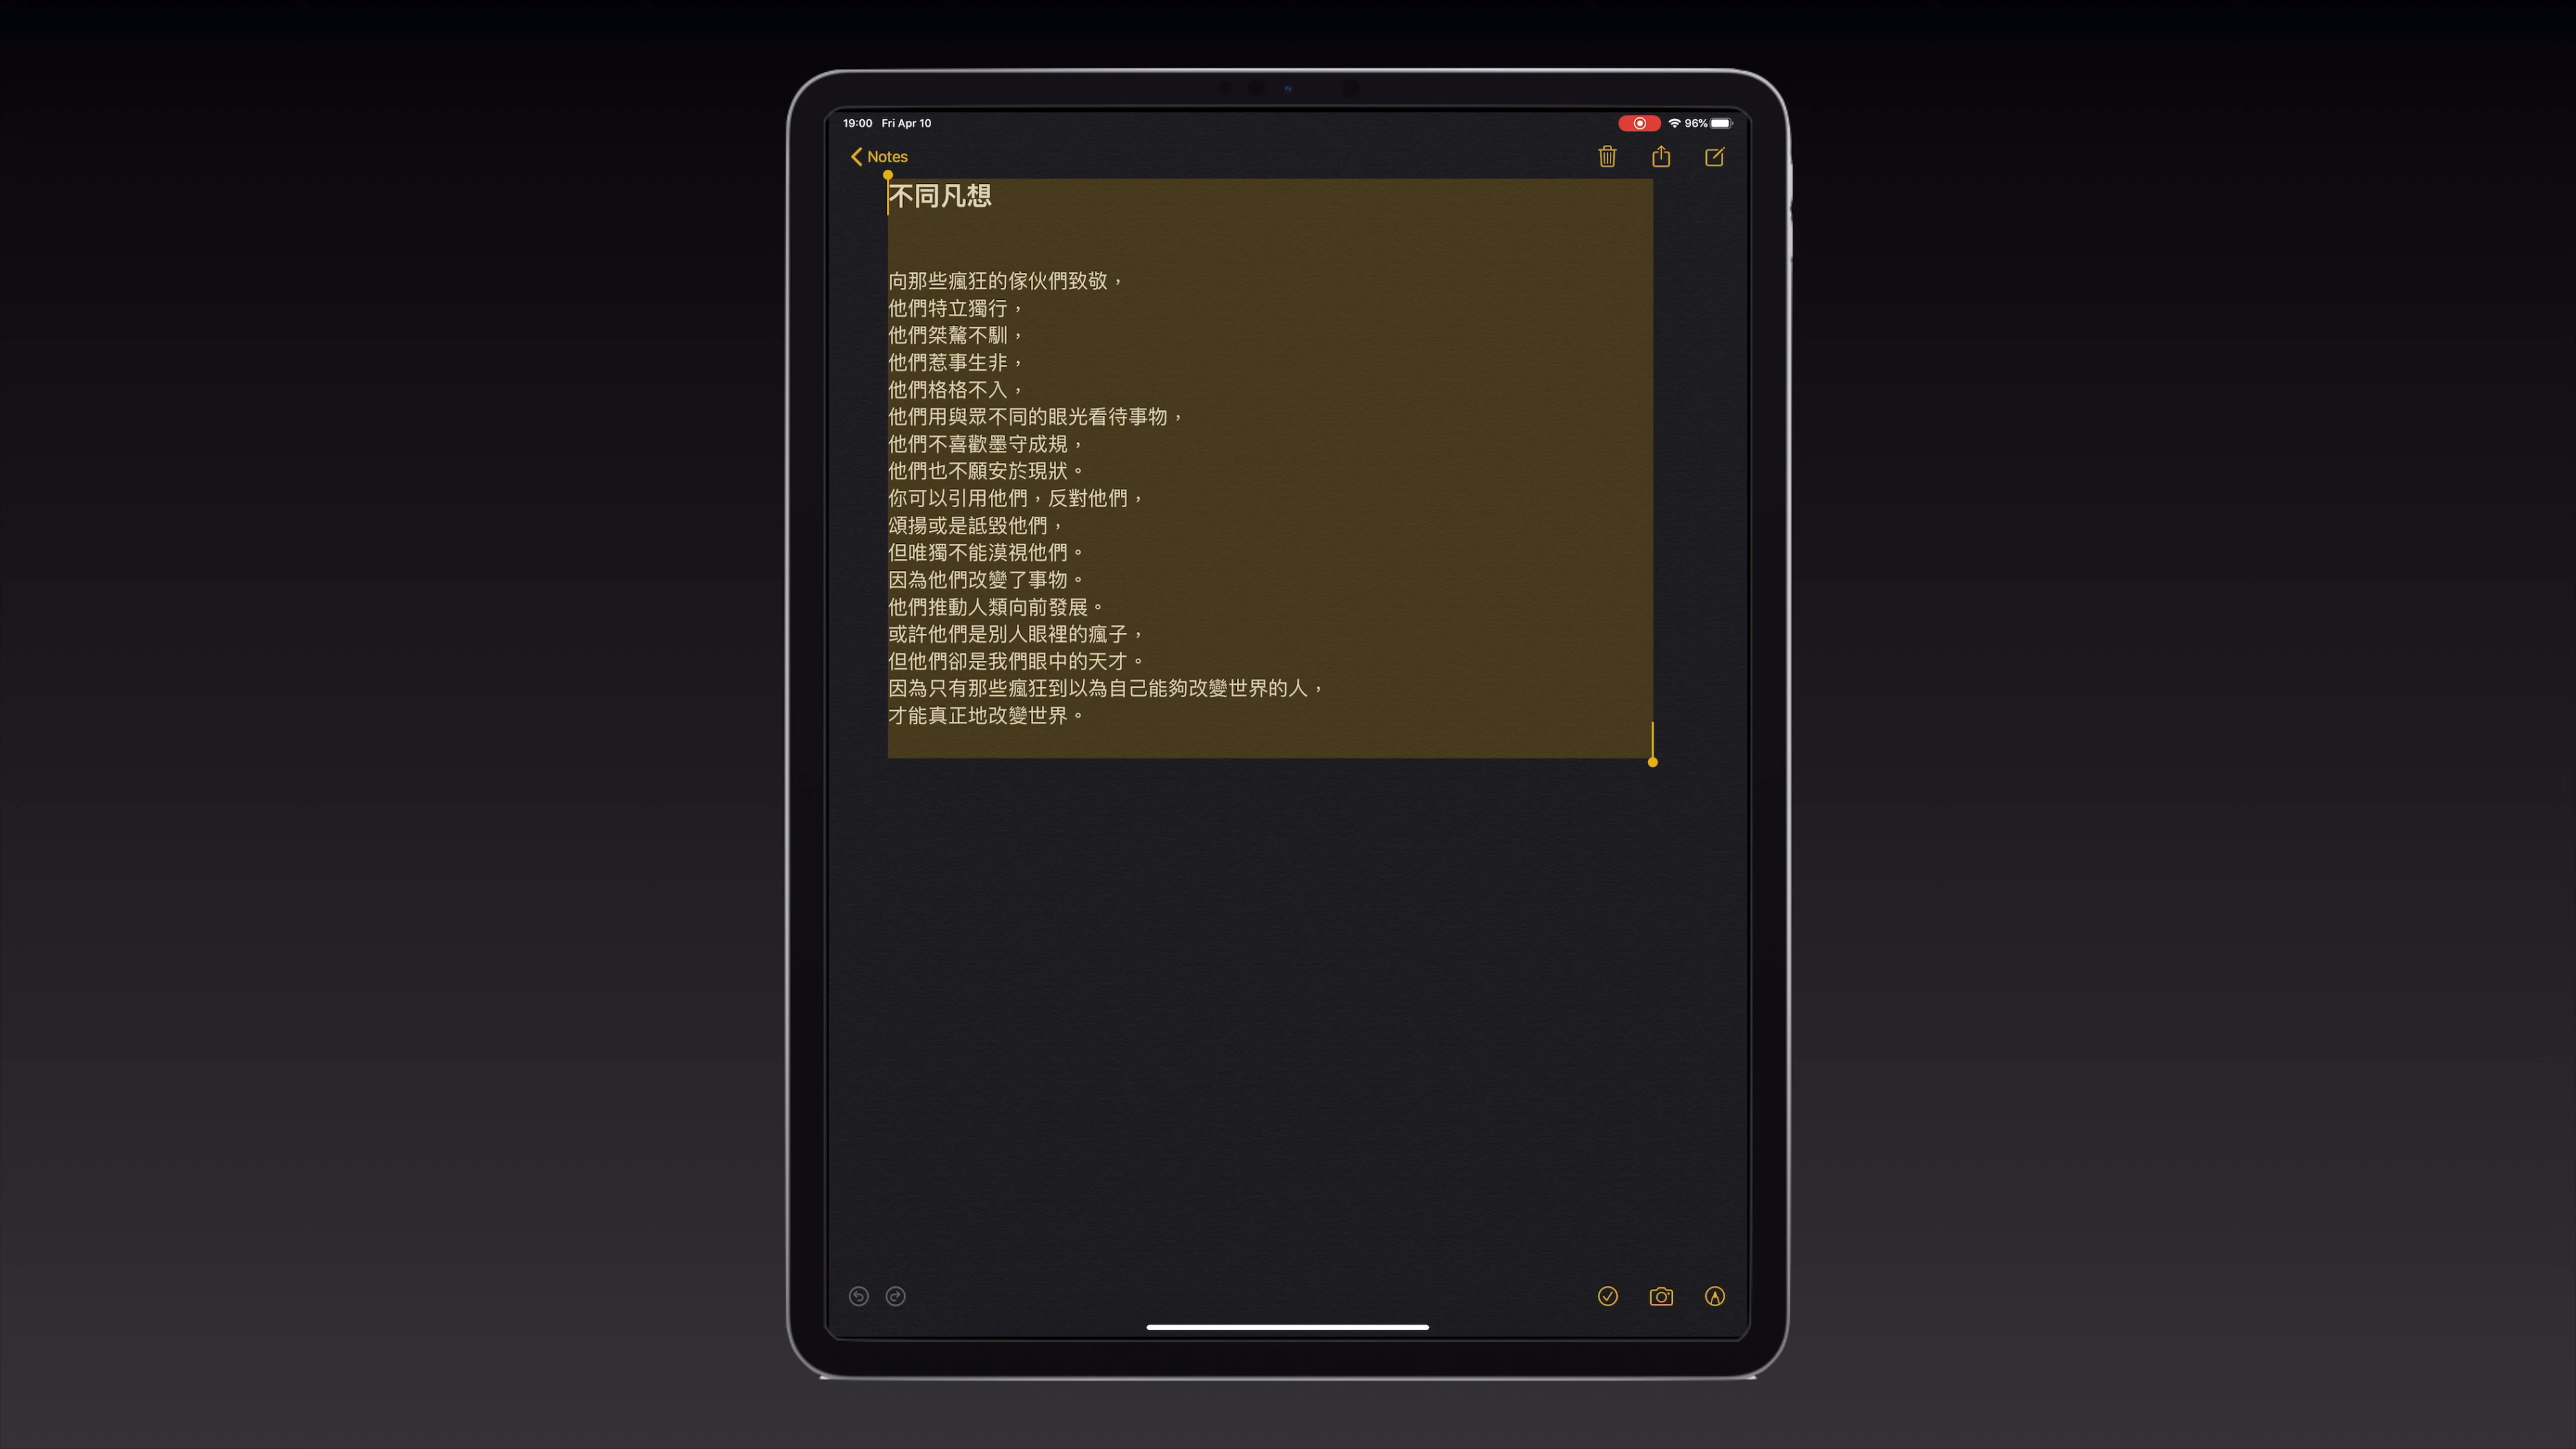 19:00 Fri Apr 10
96%
Notes
不同凡想
向那些瘋狂的傢伙們致敬，
他們特立獨行，
他們桀驁不馴，
他們惹事生非，
他們格格不入，
他們用與眾不同的眼光看待事物，
他們不喜歡墨守成規，
他們也不願安於現狀。
你可以引用他們，反對他們，
頌揚或是詆毀他們，
但唯獨不能漠視他們。
因為他們改變了事物。
他們推動人類向前發展。
或許他們是別人眼裡的瘋子，
但他們卻是我們眼中的天才。
因為只有那些瘋狂到以為自己能夠改變世界的人，
才能真正地改變世界。